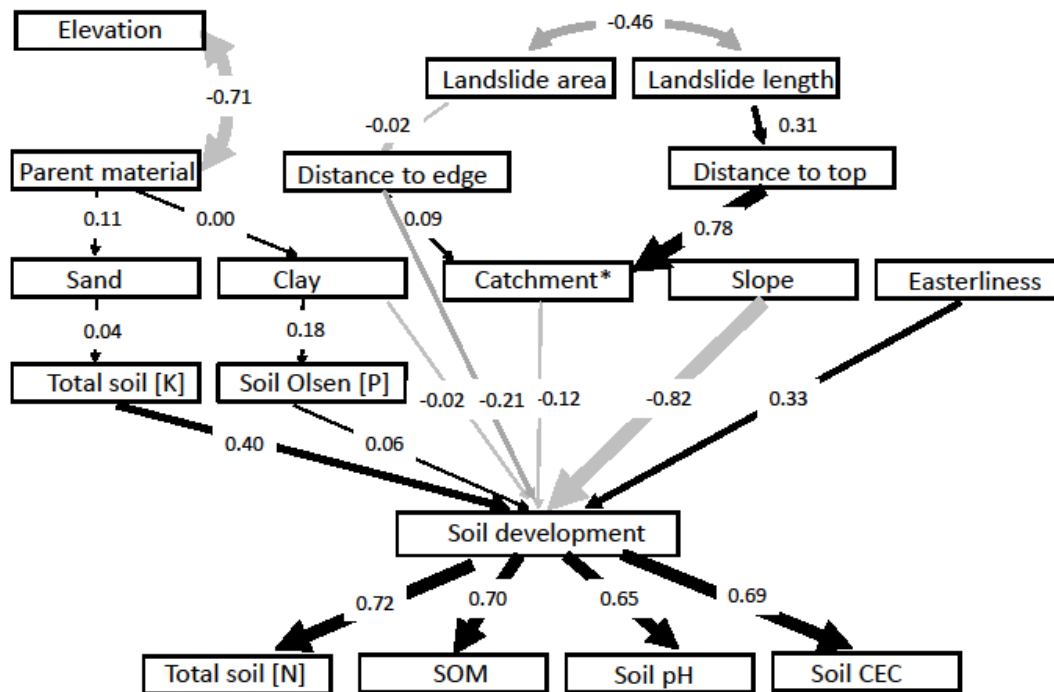 Elevation
-0.46
Landslide area
Landslide length
-0.71
-0.02
0.31
Parent material
Distance to edge
Distance to top
0.11
0.00
0.09
0.78
Sand
Clay
Catchment*
Slope
Easterliness
0.04
0.18
Total soil [K]
Soil Olsen [P]
-0.02
-0.21
-0.12
-0.82
0.33
0.40
0.06
Soil development
0.72
0.70
0.65
0.69
Total soil [N]
SOM
Soil pH
Soil CEC